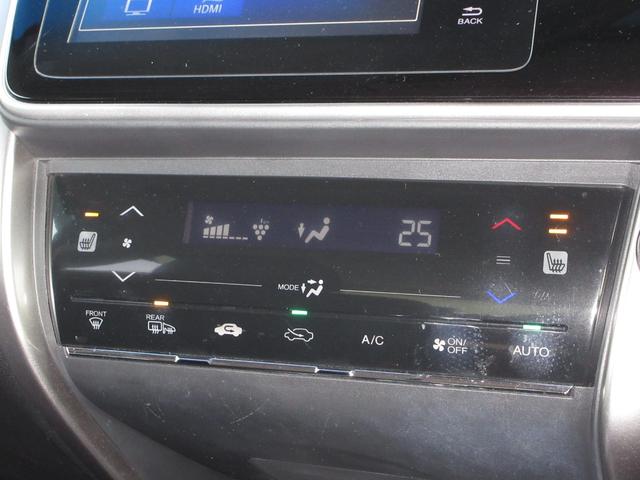 HDMI
BACK
25
MODE
FRONT
REAR
A/C
ON/
OFF
AUTO